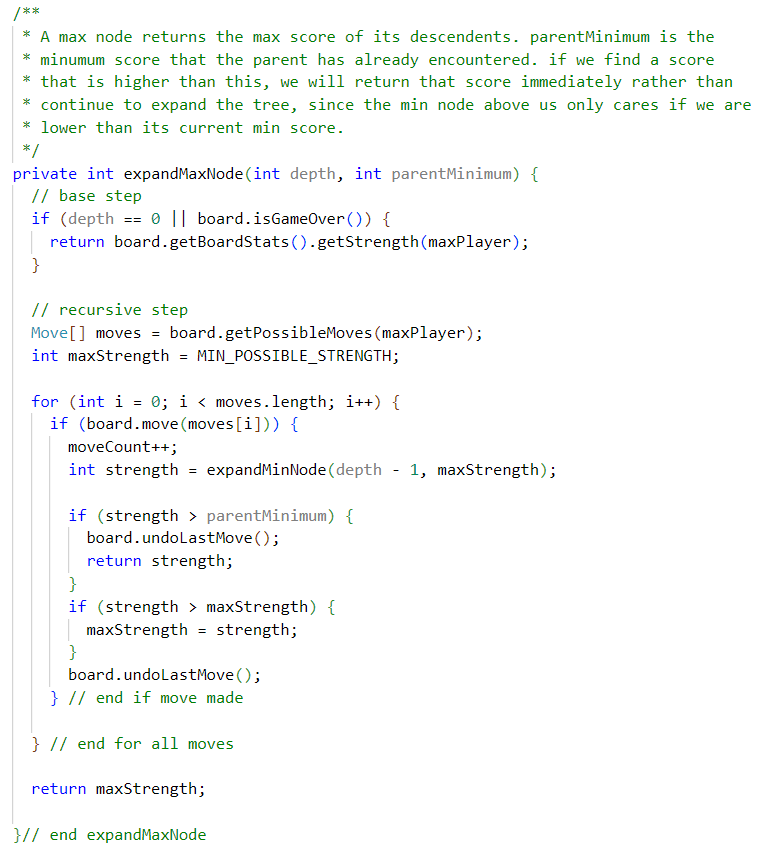 /**
 * A max node returns the max score of its descendents. parentMinimum is the
 * minumum score that the parent has already encountered. if we find a score
 * that is higher than this, we will return that score immediately rather than
 * continue to expand the tree, since the min node above us only cares if we are
 * lower than its current min score.
 */
private int expandMaxNode(int depth, int parentMinimum) {
  // base step
  if (depth == 0 || board.isGameOver()) {
    return board.getBoardStats().getStrength(maxPlayer);
  }

  // recursive step
  Move[] moves = board.getPossibleMoves(maxPlayer);
  int maxStrength = MIN_POSSIBLE_STRENGTH;

  for (int i = 0; i < moves.length; i++) {
    if (board.move(moves[i])) {
      moveCount++;
      int strength = expandMinNode(depth - 1, maxStrength);

      if (strength > parentMinimum) {
        board.undoLastMove();
        return strength;
      }
      if (strength > maxStrength) {
        maxStrength = strength;
      }
      board.undoLastMove();
    } // end if move made

  } // end for all moves

  return maxStrength;

}// end expandMaxNode